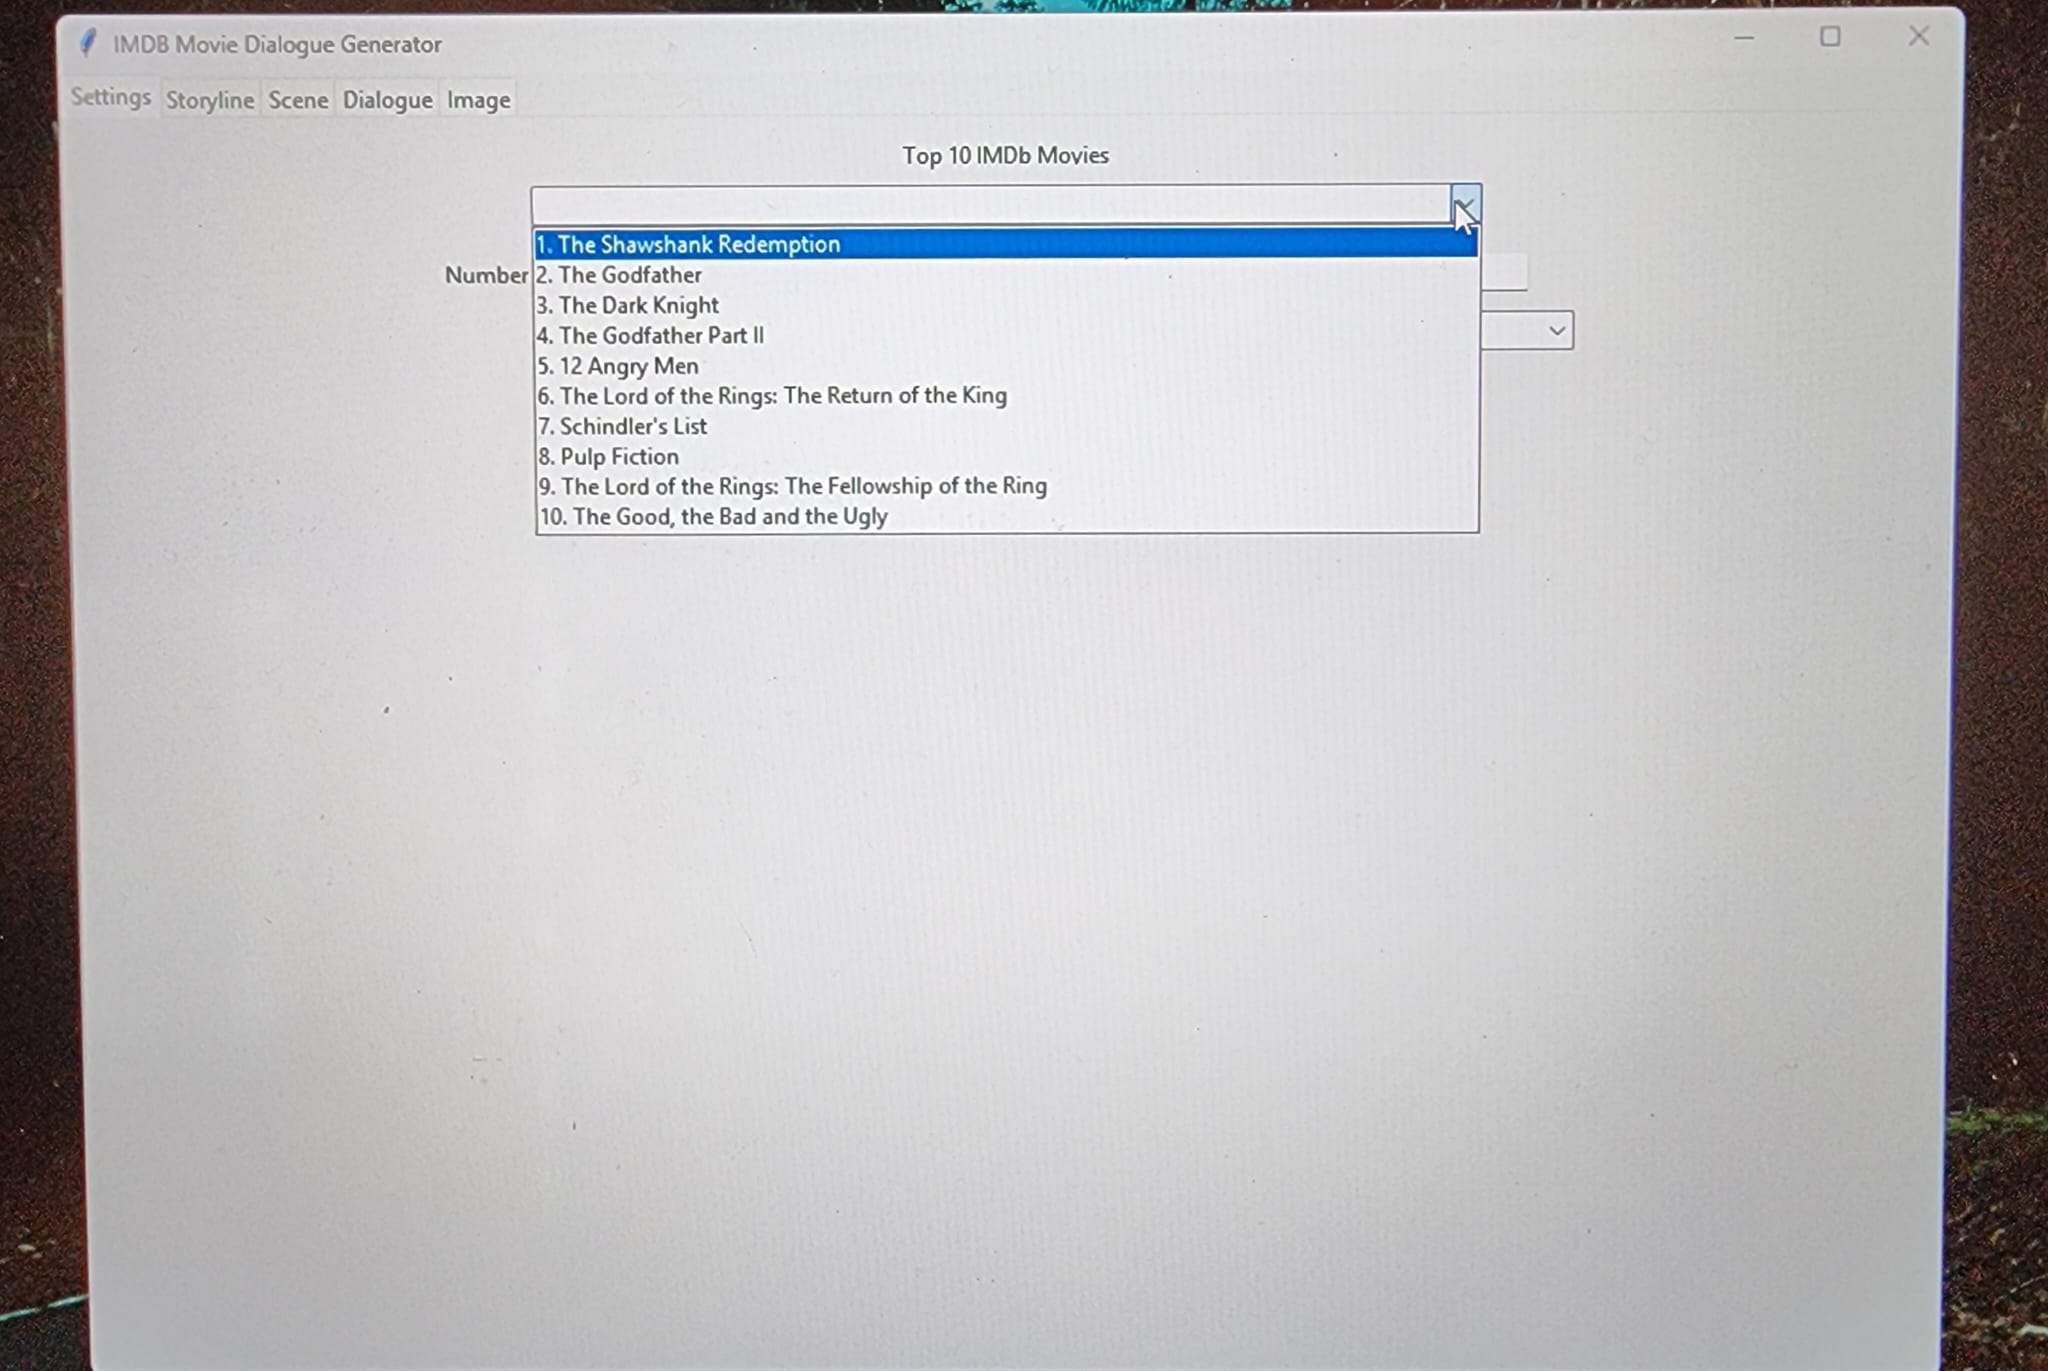 IMDB Movie Dialogue Generator
Settings Storyline Scene Dialogue Image
Top 10 IMDb Movies
1. The Shawshank Redemption
Number
2. The Godfather
3. The Dark Knight
4. The Godfather Part II
5. 12 Angry Men
6. The Lord of the Rings: The Return of the King
7. Schindler's List
8. Pulp Fiction
9. The Lord of the Rings: The Fellowship of the Ring
10. The Good, the Bad and the Ugly